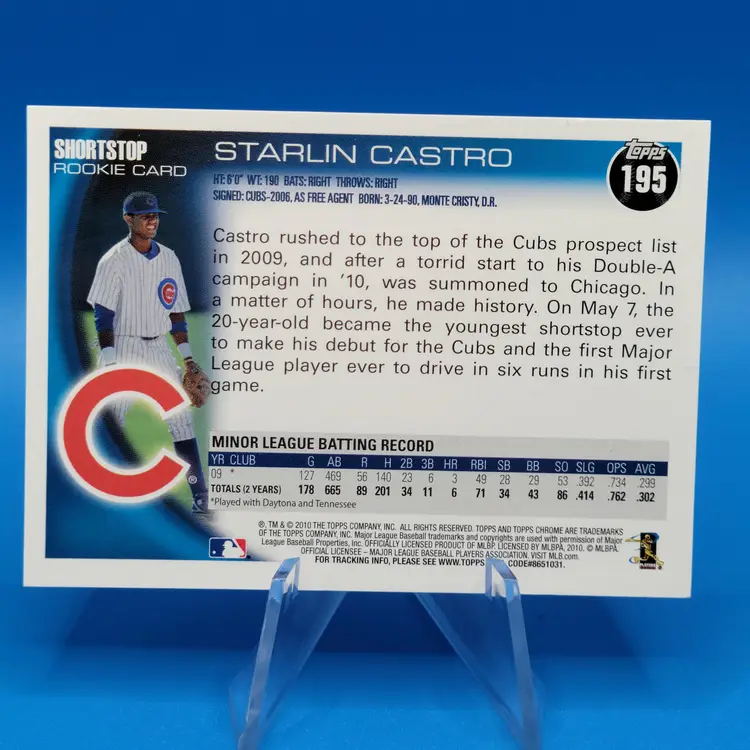 SHORTSTOP
ROOKIE CARD
STARLIN CASTRO
Topps
195
HT: 6'0" WT: 190 BATS: RIGHT THROWS: RIGHT
SIGNED: CUBS-2006, AS FREE AGENT BORN: 3-24-90, MONTE CRISTY, D.R.
Castro rushed to the top of the Cubs prospect list
in 2009, and after a torrid start to his Double-A
campaign in '10, was summoned to Chicago. In
a matter of hours, he made history. On May 7, the
20-year-old became the youngest shortstop ever
to make his debut for the Cubs and the first Major
League player ever to drive in six runs in his first
game.
C
C
MINOR LEAGUE BATTING RECORD
YR CLUB G AB R H 2B 3B HR RBI SB BB SO SLG OPS AVG
09 * 127 469 56 140 23 6 3 49 28 29 53 .392 .734 .299
TOTALS (2 YEARS) 178 665 89 201 34 11 6 71 34 43 86 .414 .762 .302
*Played with Daytona and Tennessee
®, TM & © 2010 THE TOPPS COMPANY, INC. ALL RIGHTS RESERVED. TOPPS AND TOPPS CHROME ARE TRADEMARKS
OF THE TOPPS COMPANY, INC. Major League Baseball trademarks and copyrights are used with permission of Major
League Baseball Properties, Inc. OFFICIALLY LICENSED PRODUCT OF MLBP. LICENSED BY MLBPA, 2010. © MLBPA
OFFICIAL LICENSEE – MAJOR LEAGUE BASEBALL PLAYERS ASSOCIATION. VISIT MLB.com.
FOR TRACKING INFO, PLEASE SEE WWW.TOPPS CODE#8651031.
PLAYERS